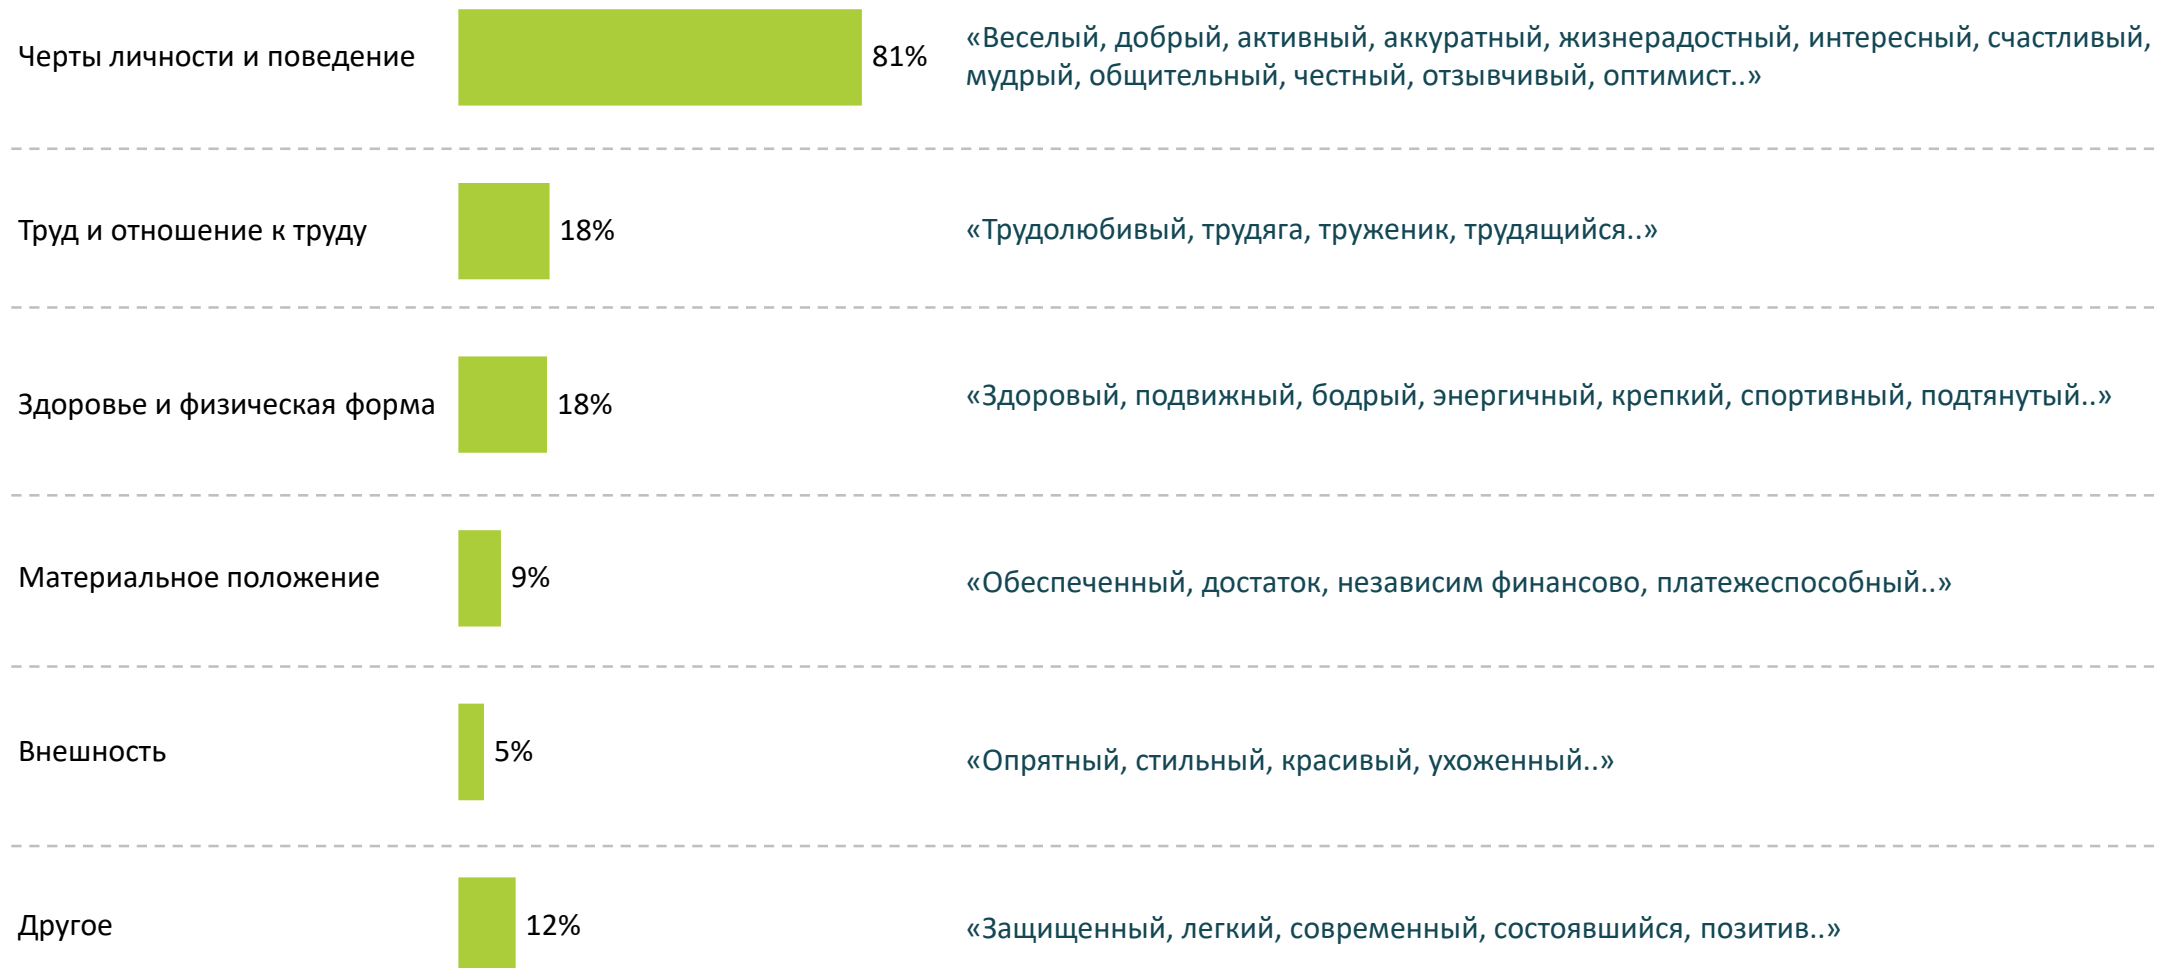 Черты личности и поведение
81%
«Веселый, добрый, активный, аккуратный, жизнерадостный, интересный, счастливый,
мудрый, общительный, честный, отзывчивый, оптимист..»
Труд и отношение к труду
18%
«Трудолюбивый, трудяга, труженик, трудящийся..»
Здоровье и физическая форма
18%
«Здоровый, подвижный, бодрый, энергичный, крепкий, спортивный, подтянутый..»
Материальное положение
9%
«Обеспеченный, достаток, независим финансово, платежеспособный..»
Внешность
5%
«Опрятный, стильный, красивый, ухоженный..»
Другое
12%
«Защищенный, легкий, современный, состоявшийся, позитив..»